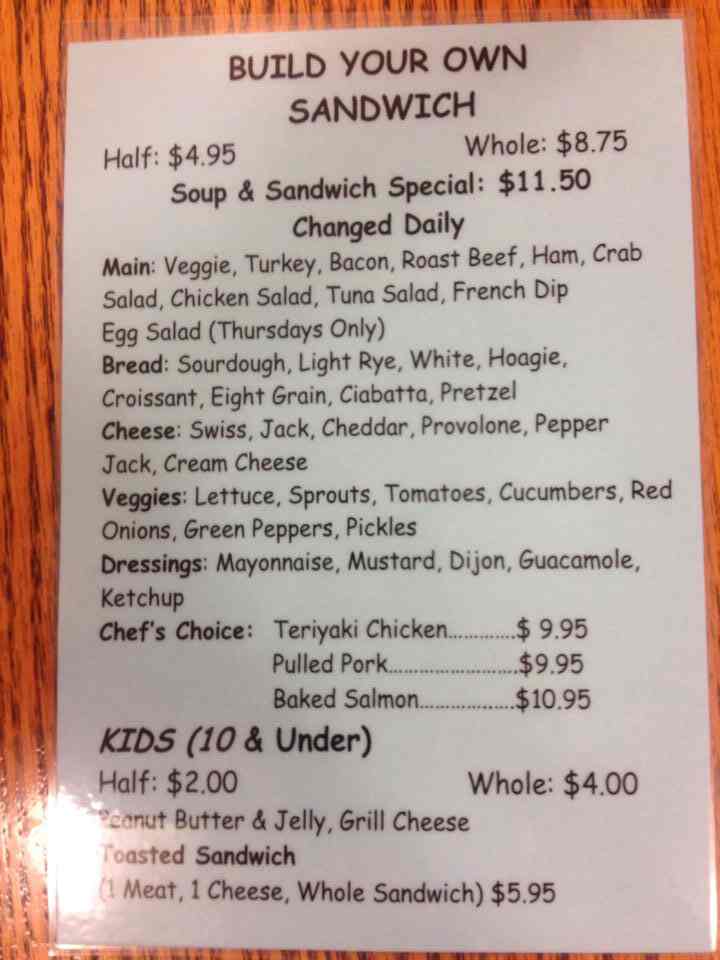 BUILD YOUR OWN
SANDWICH
Half: $4.95 Whole: $8.75
Soup & Sandwich Special: $11.50
Changed Daily
Main: Veggie, Turkey, Bacon, Roast Beef, Ham, Crab
Salad, Chicken Salad, Tuna Salad, French Dip
Egg Salad (Thursdays Only)
Bread: Sourdough, Light Rye, White, Hoagie,
Croissant, Eight Grain, Ciabatta, Pretzel
Cheese: Swiss, Jack, Cheddar, Provolone, Pepper
Jack, Cream Cheese
Veggies: Lettuce, Sprouts, Tomatoes, Cucumbers, Red
Onions, Green Peppers, Pickles
Dressings: Mayonnaise, Mustard, Dijon, Guacamole,
Ketchup
Chef's Choice: Teriyaki Chicken.............$ 9.95
Pulled Pork..........................$9.95
Baked Salmon...................$10.95
KIDS (10 & Under)
Half: $2.00 Whole: $4.00
Peanut Butter & Jelly, Grill Cheese
Toasted Sandwich
(1 Meat, 1 Cheese, Whole Sandwich) $5.95